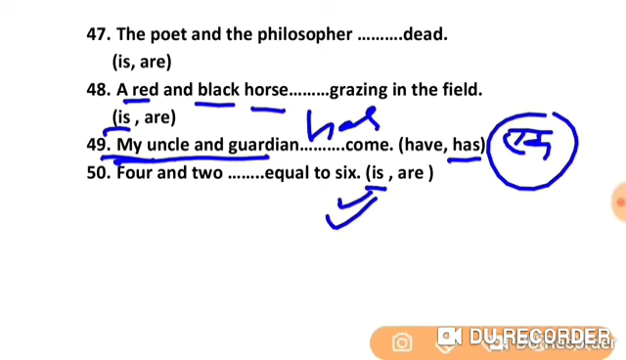 47. The poet and the philosopher ……….dead.
(is, are)
48. A red and black horse………grazing in the field.
(is , are)
has
49. My uncle and guardian……….come. (have, has)
एक
50. Four and two ……..equal to six. (is , are )
DU RECORDER